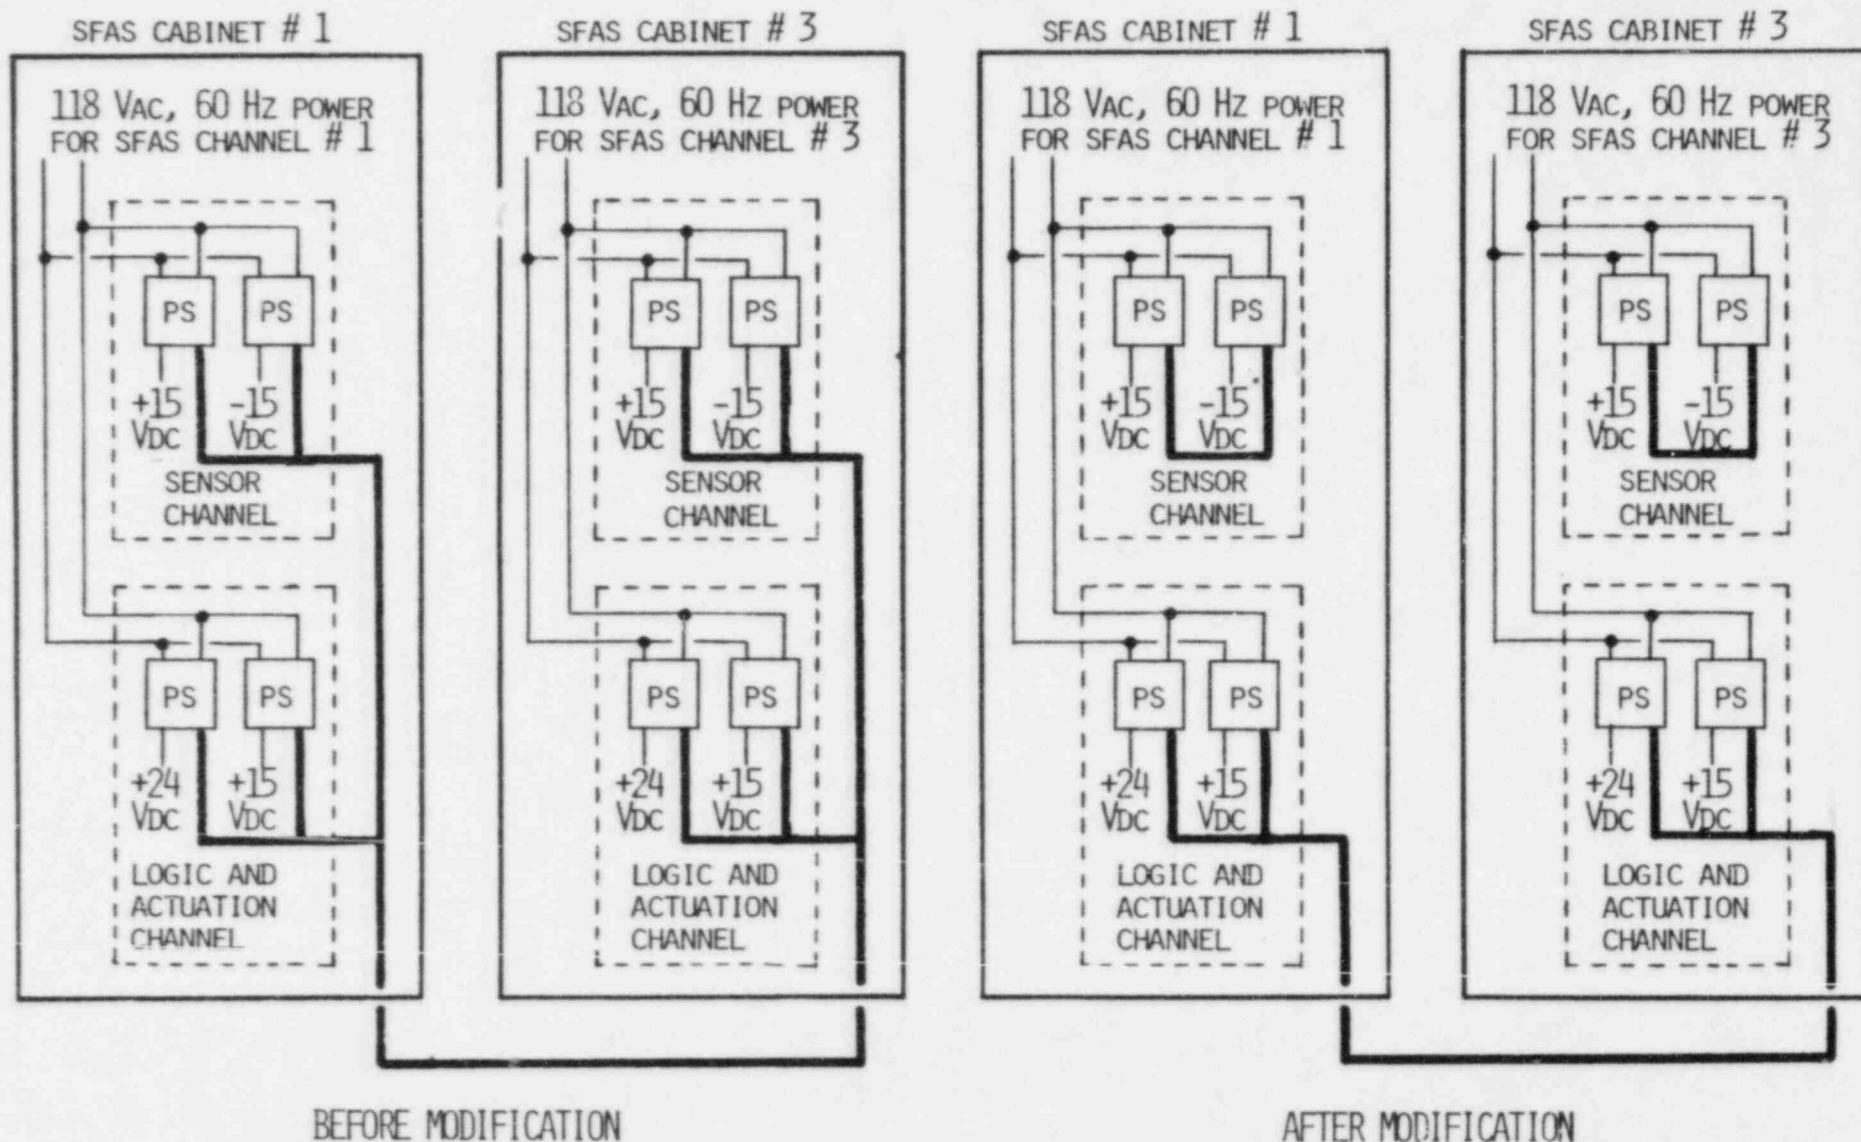 SFAS CABINET # 1
118 VAC, 60 HZ POWER
FOR SFAS CHANNEL # 1
PS
PS
+15
VDC
-15
VDC
SENSOR
CHANNEL
PS
PS
+24
VDC
+15
VDC
LOGIC AND
ACTUATION
CHANNEL
SFAS CABINET # 3
118 VAC, 60 HZ POWER
FOR SFAS CHANNEL # 3
PS
PS
+15
VDC
-15
VDC
SENSOR
CHANNEL
PS
PS
+24
VDC
+15
VDC
LOGIC AND
ACTUATION
CHANNEL
BEFORE MODIFICATION
SFAS CABINET # 1
118 VAC, 60 HZ POWER
FOR SFAS CHANNEL # 1
PS
PS
+15
VDC
-15
VDC
SENSOR
CHANNEL
PS
PS
+24
VDC
+15
VDC
LOGIC AND
ACTUATION
CHANNEL
SFAS CABINET # 3
118 VAC, 60 HZ POWER
FOR SFAS CHANNEL # 3
PS
PS
+15
VDC
-15
VDC
SENSOR
CHANNEL
PS
PS
+24
VDC
+15
VDC
LOGIC AND
ACTUATION
CHANNEL
AFTER MODIFICATION